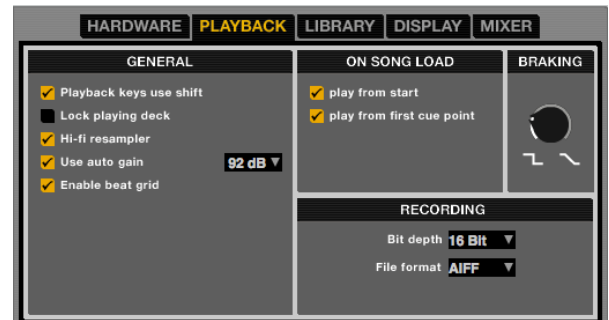 HARDWARE PLAYBACK LIBRARY DISPLAY MIXER
GENERAL
Playback keys use shift
Lock playing deck
Hi-fi resampler
Use auto gain 92 dB
Enable beat grid
ON SONG LOAD
play from start
play from first cue point
BRAKING
RECORDING
Bit depth 16 Bit
File format AIFF